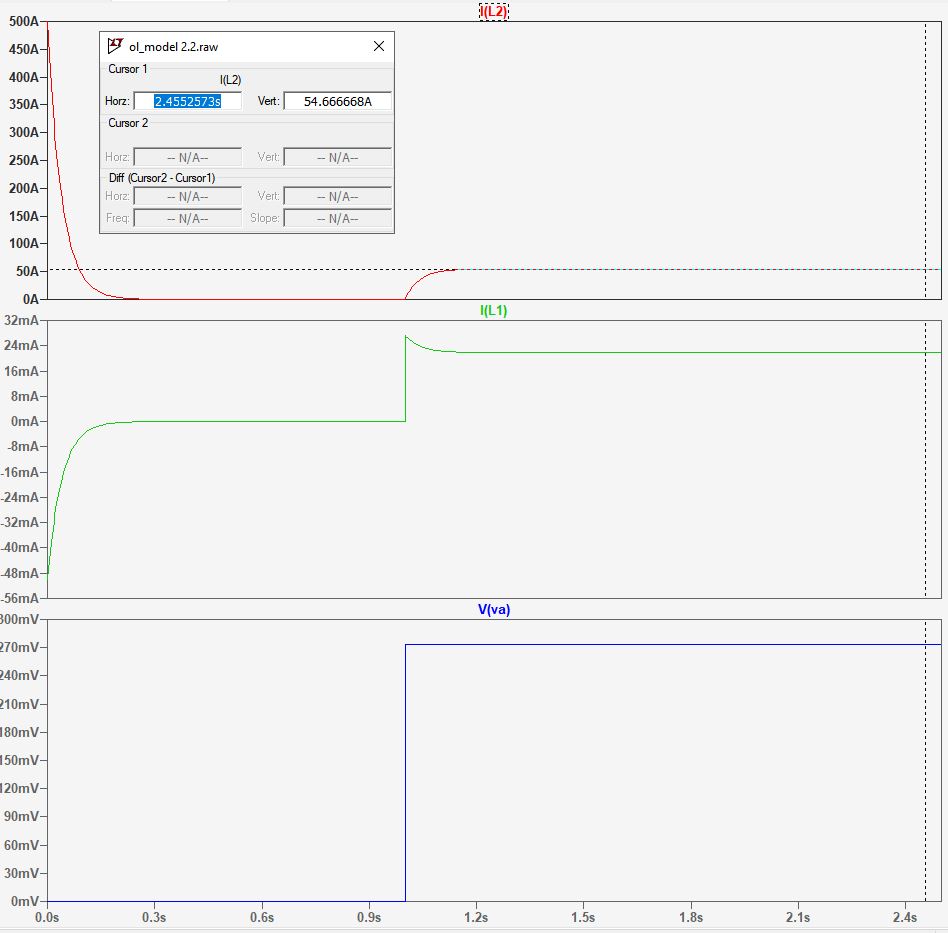 I(L2)
500A
450A
400A
350A
300A
250A
200A
150A
100A
50A
0A
ol_model 2.2.raw
Cursor 1
I(L2)
Horz: 2.4552573s Vert: 54.666668A
Cursor 2
Horz: -- N/A-- Vert: -- N/A--
Diff (Cursor2 - Cursor1)
Horz: -- N/A-- Vert: -- N/A--
Freq: -- N/A-- Slope: -- N/A--
I(L1)
32mA
24mA
16mA
8mA
0mA
-8mA
-16mA
-24mA
-32mA
-40mA
-48mA
-56mA
V(va)
300mV
270mV
240mV
210mV
180mV
150mV
120mV
90mV
60mV
30mV
0mV
0.0s 0.3s 0.6s 0.9s 1.2s 1.5s 1.8s 2.1s 2.4s